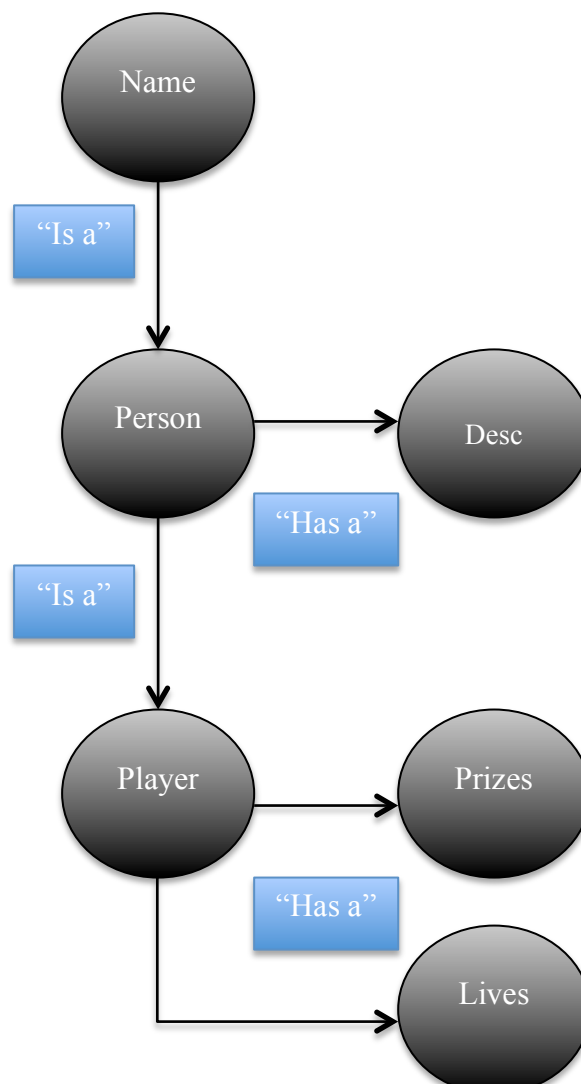 Name
“Is a”
Person
Desc
“Has a”
“Is a”
Player
Prizes
“Has a”
Lives